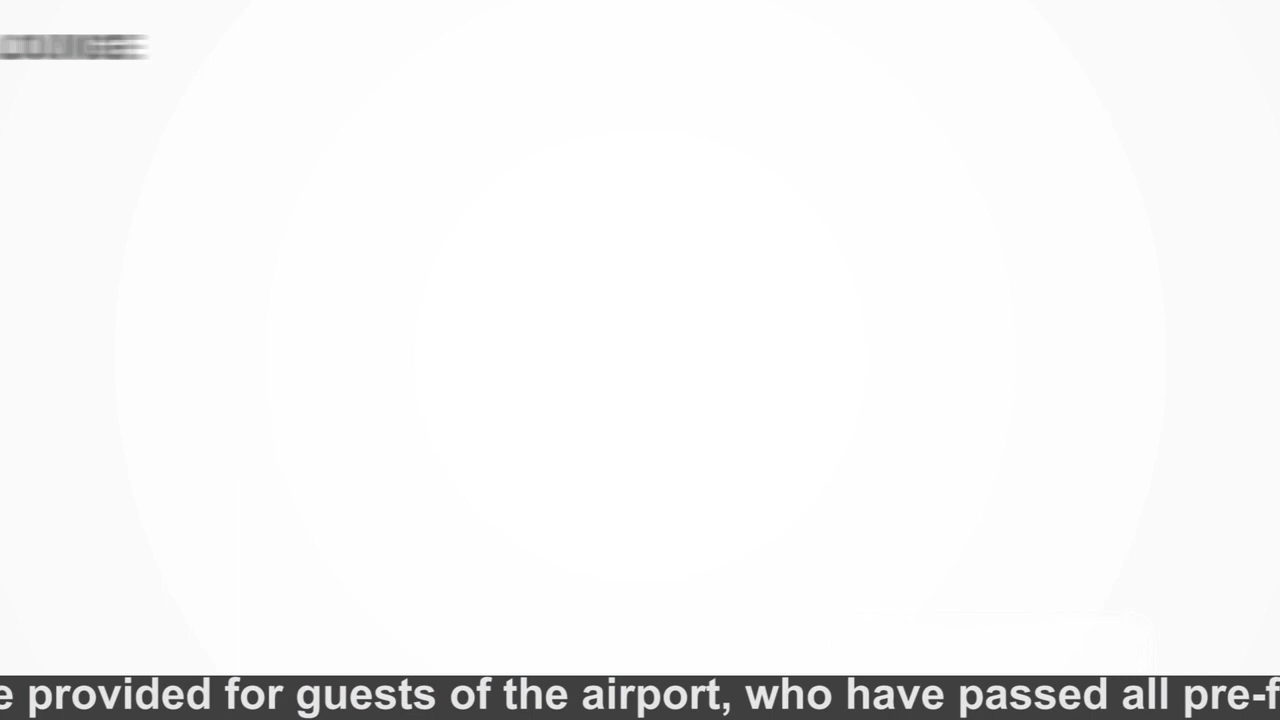 e provided for guests of the airport, who have passed all pre-f